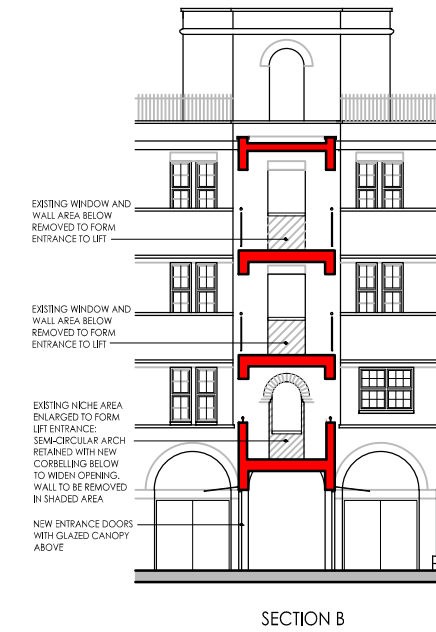 EXISTING WINDOW AND
WALL AREA BELOW
REMOVED TO FORM
ENTRANCE TO LIFT
EXISTING WINDOW AND
WALL AREA BELOW
REMOVED TO FORM
ENTRANCE TO LIFT
EXISTING NICHE AREA
ENLARGED TO FORM
LIFT ENTRANCE:
SEMI-CIRCULAR ARCH
RETAINED WITH NEW
CORBELLING BELOW
TO WIDEN OPENING.
WALL TO BE REMOVED
IN SHADED AREA
NEW ENTRANCE DOORS
WITH GLAZED CANOPY
ABOVE
SECTION B